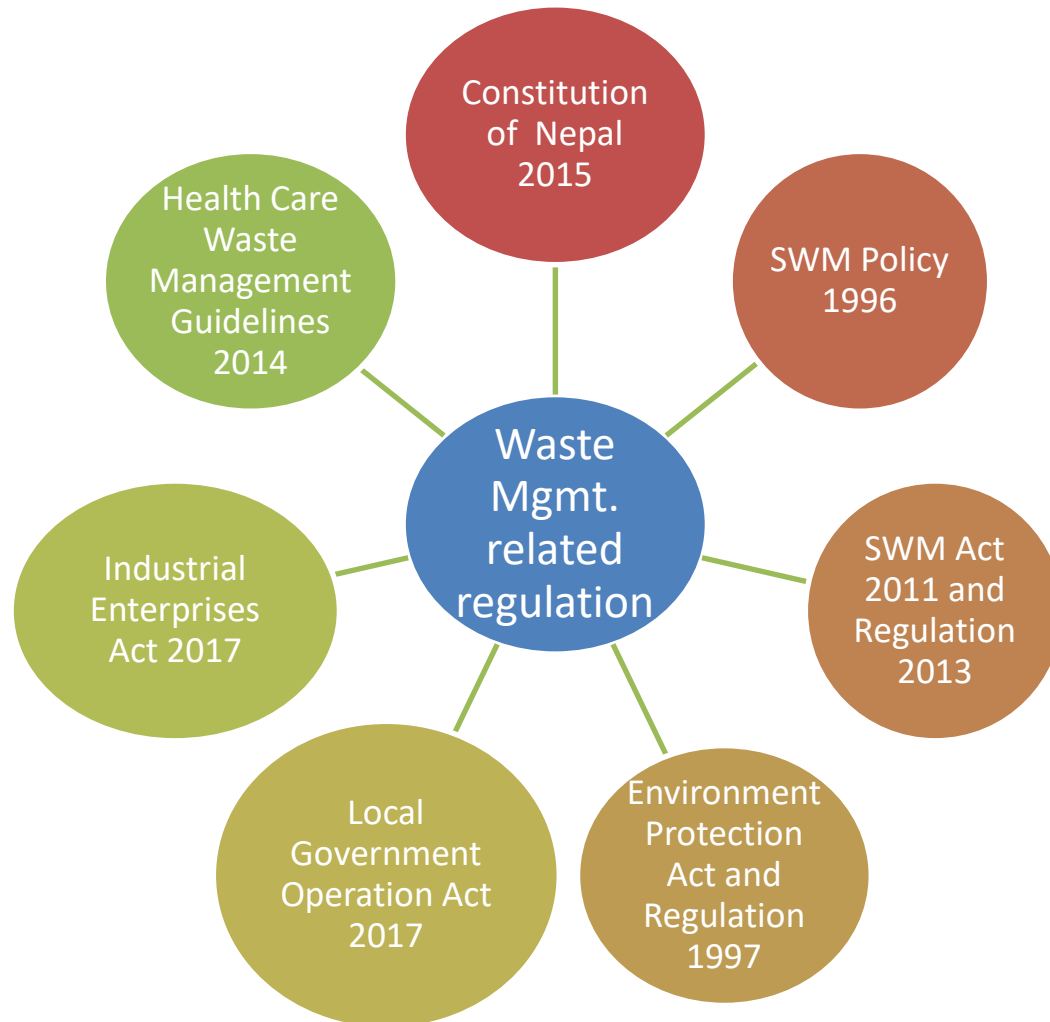 Constitution
of Nepal
2015
SWM Policy
1996
SWM Act
2011 and
Regulation
2013
Environment
Protection
Act and
Regulation
1997
Local
Government
Operation Act
2017
Industrial
Enterprises
Act 2017
Health Care
Waste
Management
Guidelines
2014
Waste
Mgmt.
related
regulation